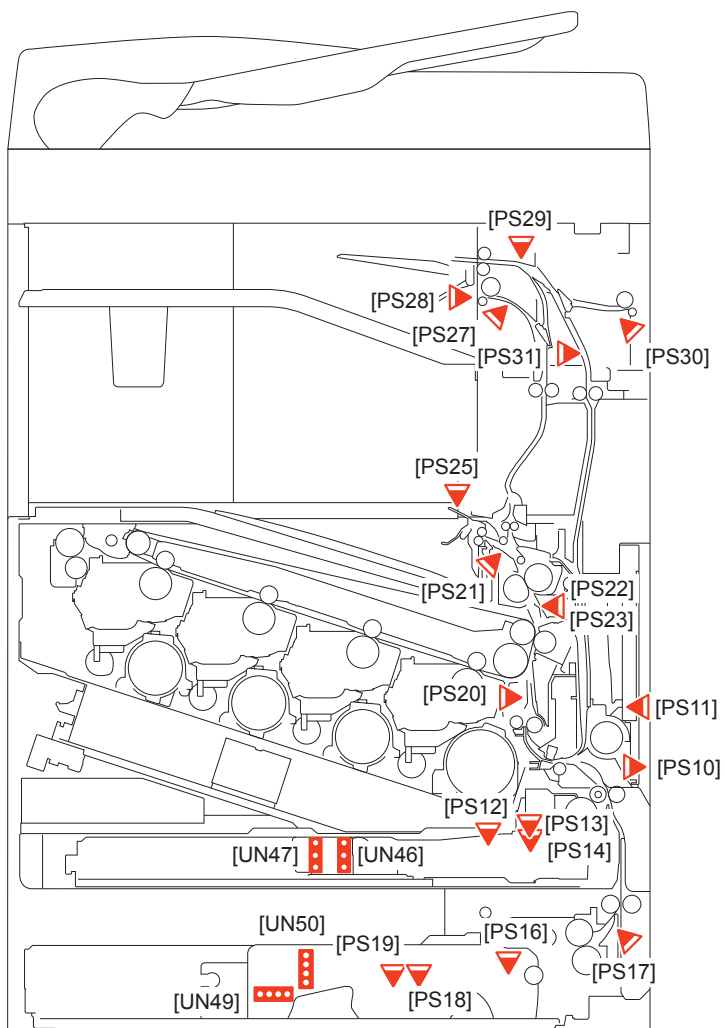 [PS29]
[PS28]
[PS27]
[PS31]
[PS30]
[PS25]
[PS21]
[PS22]
[PS23]
[PS20]
[PS11]
[PS10]
[PS12]
[PS13]
[UN47]
[UN46]
[PS14]
[UN50]
[PS19]
[PS16]
[PS17]
[PS18]
[UN49]